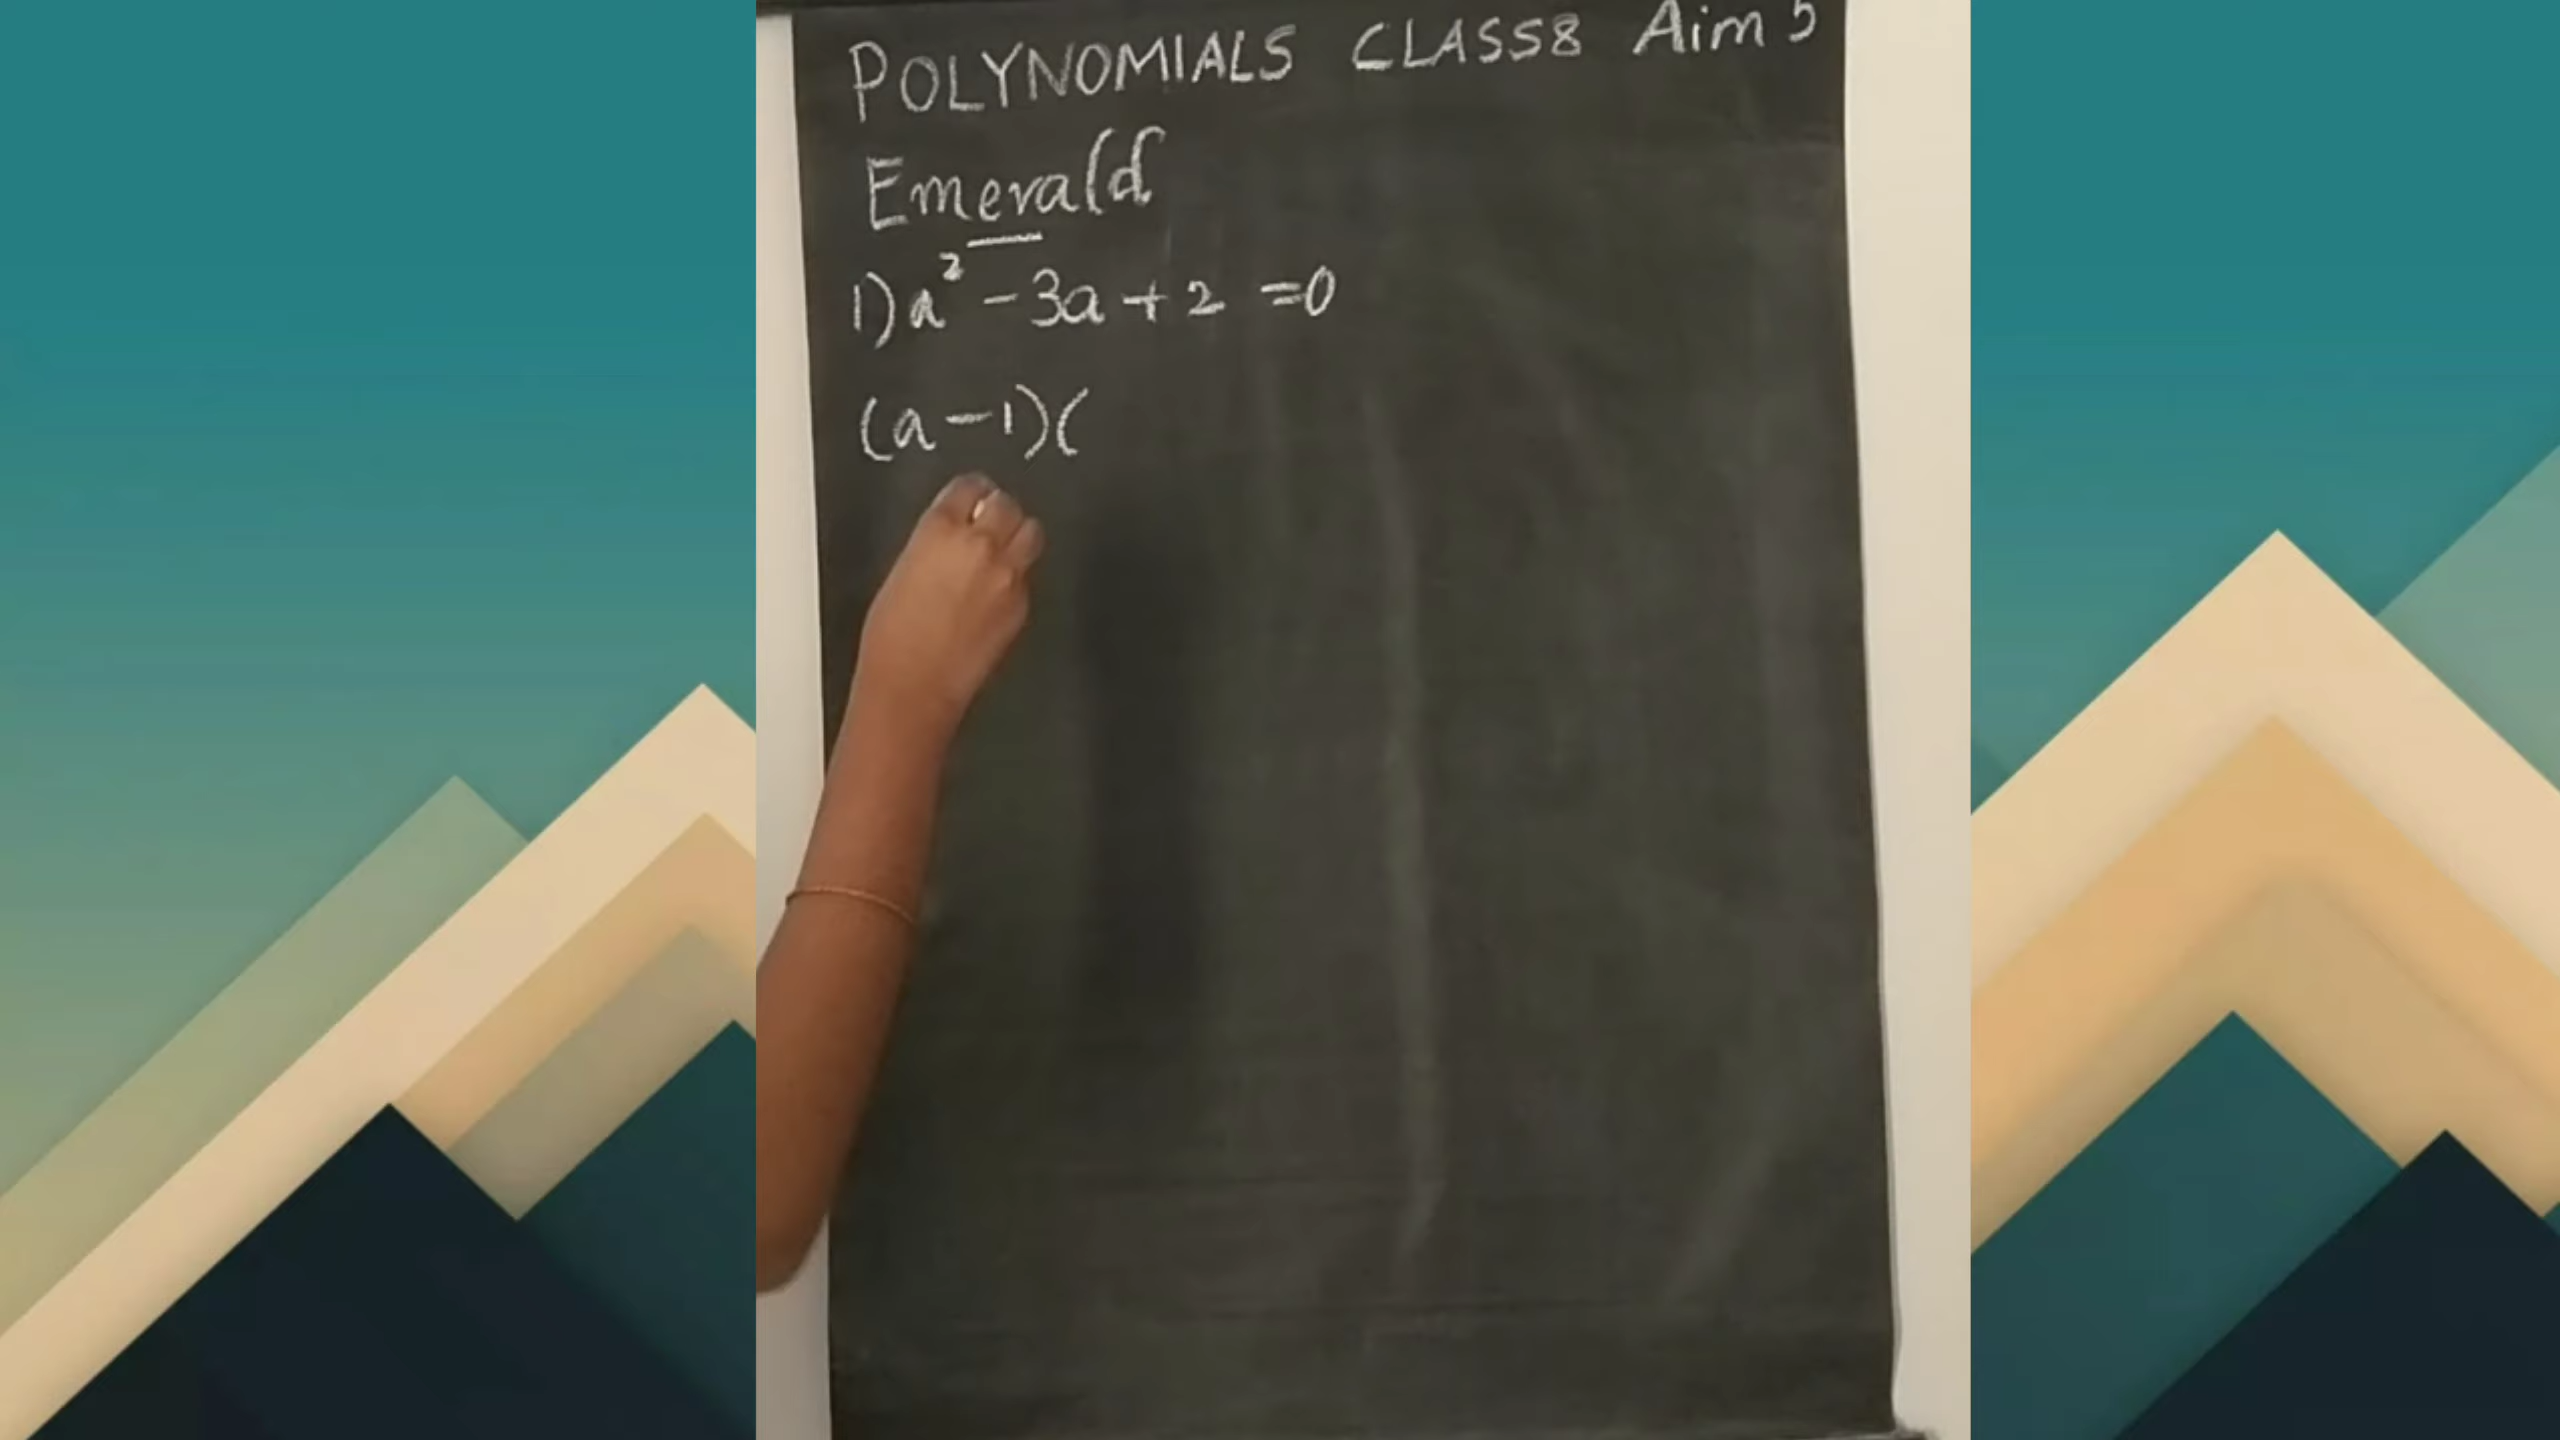 POLYNOMIALS CLASS8 Aim 5
Emerald
1) a² - 3a + 2 = 0
(a - 1)(